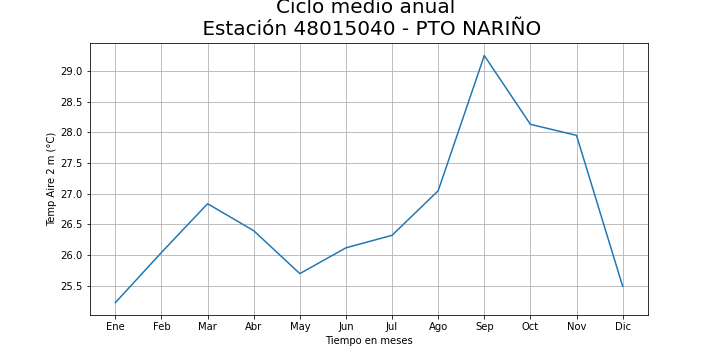 Ciclo medio anual
Estación 48015040 - PTO NARIÑO
Temp Aire 2 m (°C)
29.0
28.5
28.0
27.5
27.0
26.5
26.0
25.5
Ene Feb Mar Abr May Jun Jul Ago Sep Oct Nov Dic
Tiempo en meses